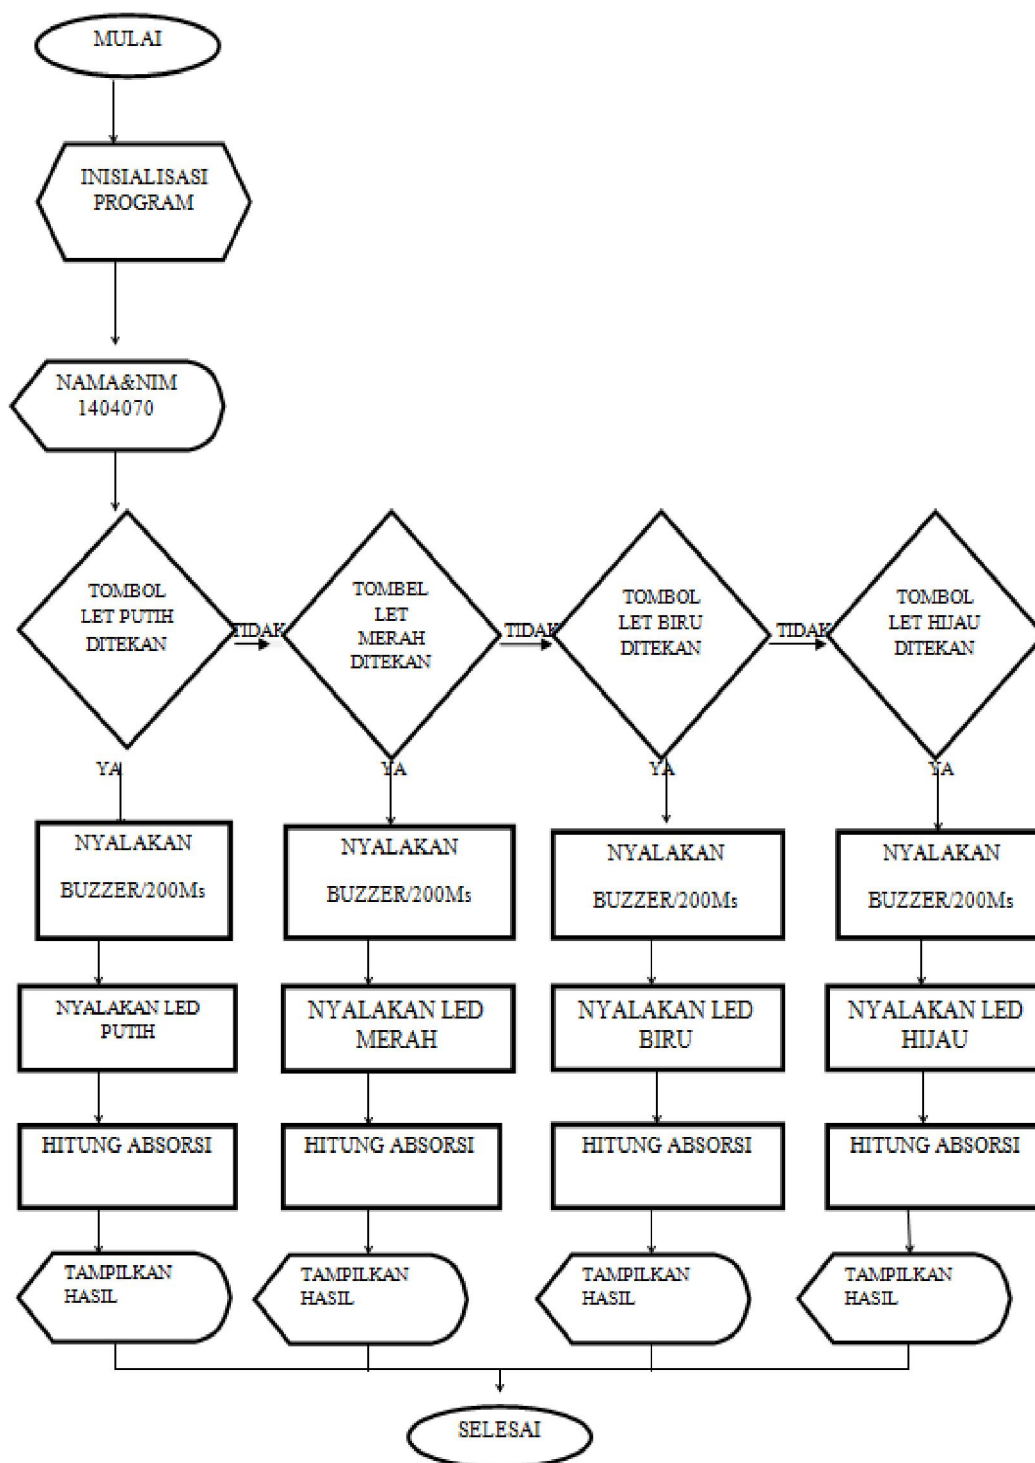 MULAI
INISIALISASI
PROGRAM
NAMA&NIM
1404070
TOMBOL
LET PUTIH
DITEKAN
TIDAK
TOMBEL
LET
MERAH
DITEKAN
TIDAK
TOMBOL
LET BIRU
DITEKAN
TIDAK
TOMBOL
LET HIJAU
DITEKAN
YA
YA
YA
YA
NYALAKAN
BUZZER/200Ms
NYALAKAN
BUZZER/200Ms
NYALAKAN
BUZZER/200Ms
NYALAKAN
BUZZER/200Ms
NYALAKAN LED
PUTIH
NYALAKAN LED
MERAH
NYALAKAN LED
BIRU
NYALAKAN LED
HIJAU
HITUNG ABSORSI
HITUNG ABSORSI
HITUNG ABSORSI
HITUNG ABSORSI
TAMPILKAN
HASIL
TAMPILKAN
HASIL
TAMPILKAN
HASIL
TAMPILKAN
HASIL
SELESAI